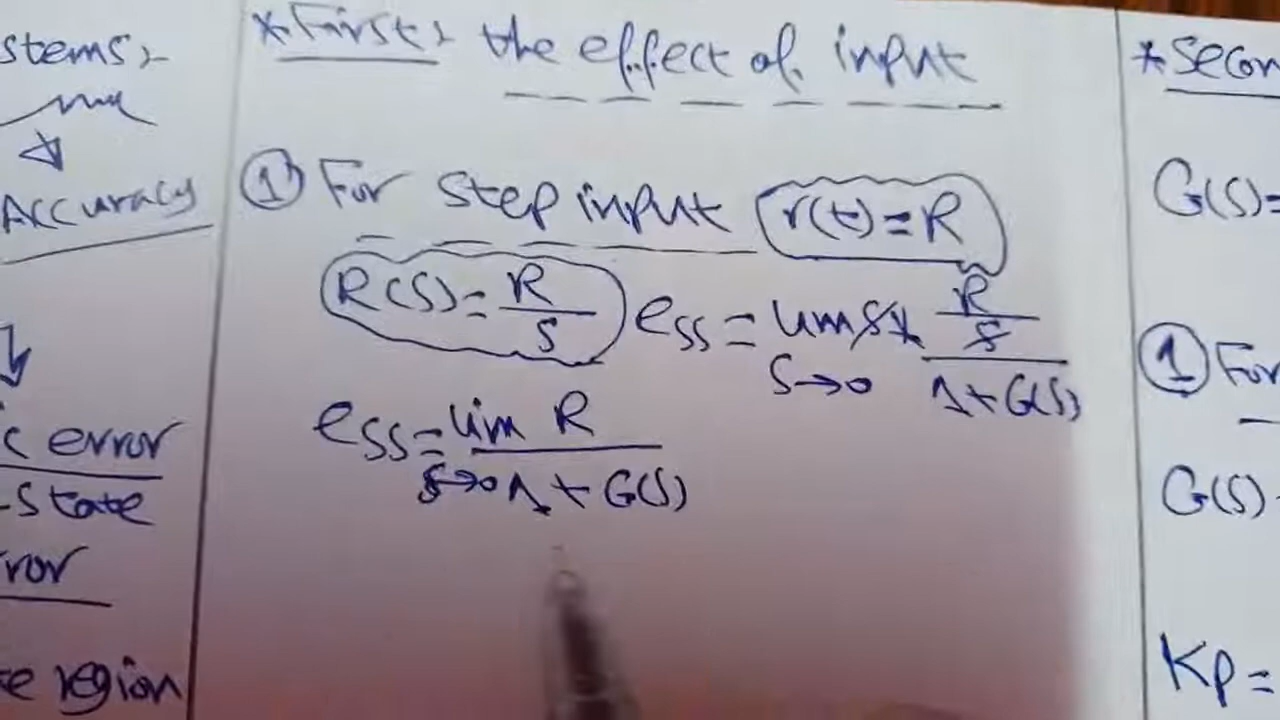 stems:
Accuracy
c error
-state
ror
e region
* First: the effect of input
① For step input r(t) = R
R(S) = R/S ess = lim S→0 S * (R/S)/(1 + G(S))
ess = lim S→0 R/(1 + G(S))
* Secon
G(S)=
① For
G(S)
Kp =